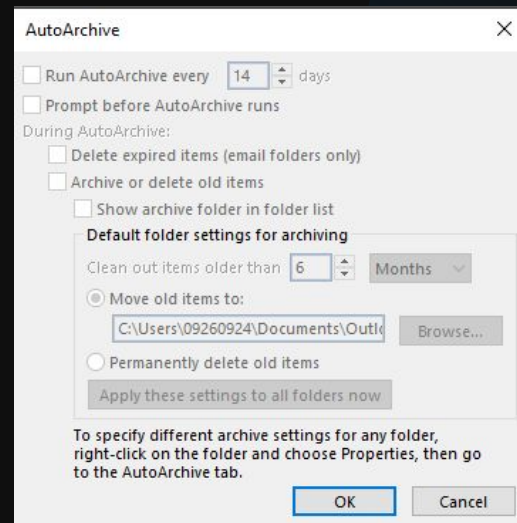 AutoArchive
Run AutoArchive every 14 days
Prompt before AutoArchive runs
During AutoArchive:
Delete expired items (email folders only)
Archive or delete old items
Show archive folder in folder list
Default folder settings for archiving
Clean out items older than 6 Months
Move old items to:
C:\Users\09260924\Documents\Outlo Browse...
Permanently delete old items
Apply these settings to all folders now
To specify different archive settings for any folder,
right-click on the folder and choose Properties, then go
to the AutoArchive tab.
OK Cancel